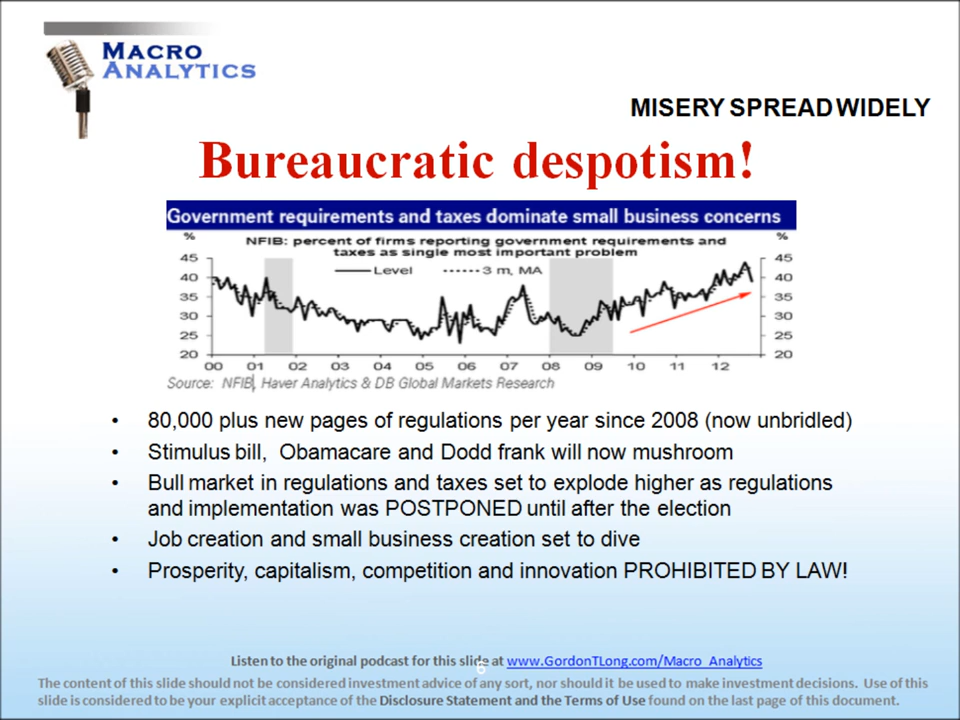 MACRO
ANALYTICS
MISERY SPREAD WIDELY
Bureaucratic despotism!
Government requirements and taxes dominate small business concerns
% NFIB: percent of firms reporting government requirements and %
taxes as single most important problem
45 Level 3 m, MA 45
40 40
35 35
30 30
25 25
20 20
00 01 02 03 04 05 06 07 08 09 10 11 12
Source: NFIB, Haver Analytics & DB Global Markets Research
• 80,000 plus new pages of regulations per year since 2008 (now unbridled)
• Stimulus bill, Obamacare and Dodd frank will now mushroom
• Bull market in regulations and taxes set to explode higher as regulations
and implementation was POSTPONED until after the election
• Job creation and small business creation set to dive
• Prosperity, capitalism, competition and innovation PROHIBITED BY LAW!
Listen to the original podcast for this slide at www.GordonTLong.com/Macro_Analytics
6
The content of this slide should not be considered investment advice of any sort, nor should it be used to make investment decisions. Use of this
slide is considered to be your explicit acceptance of the Disclosure Statement and the Terms of Use found on the last page of this document.